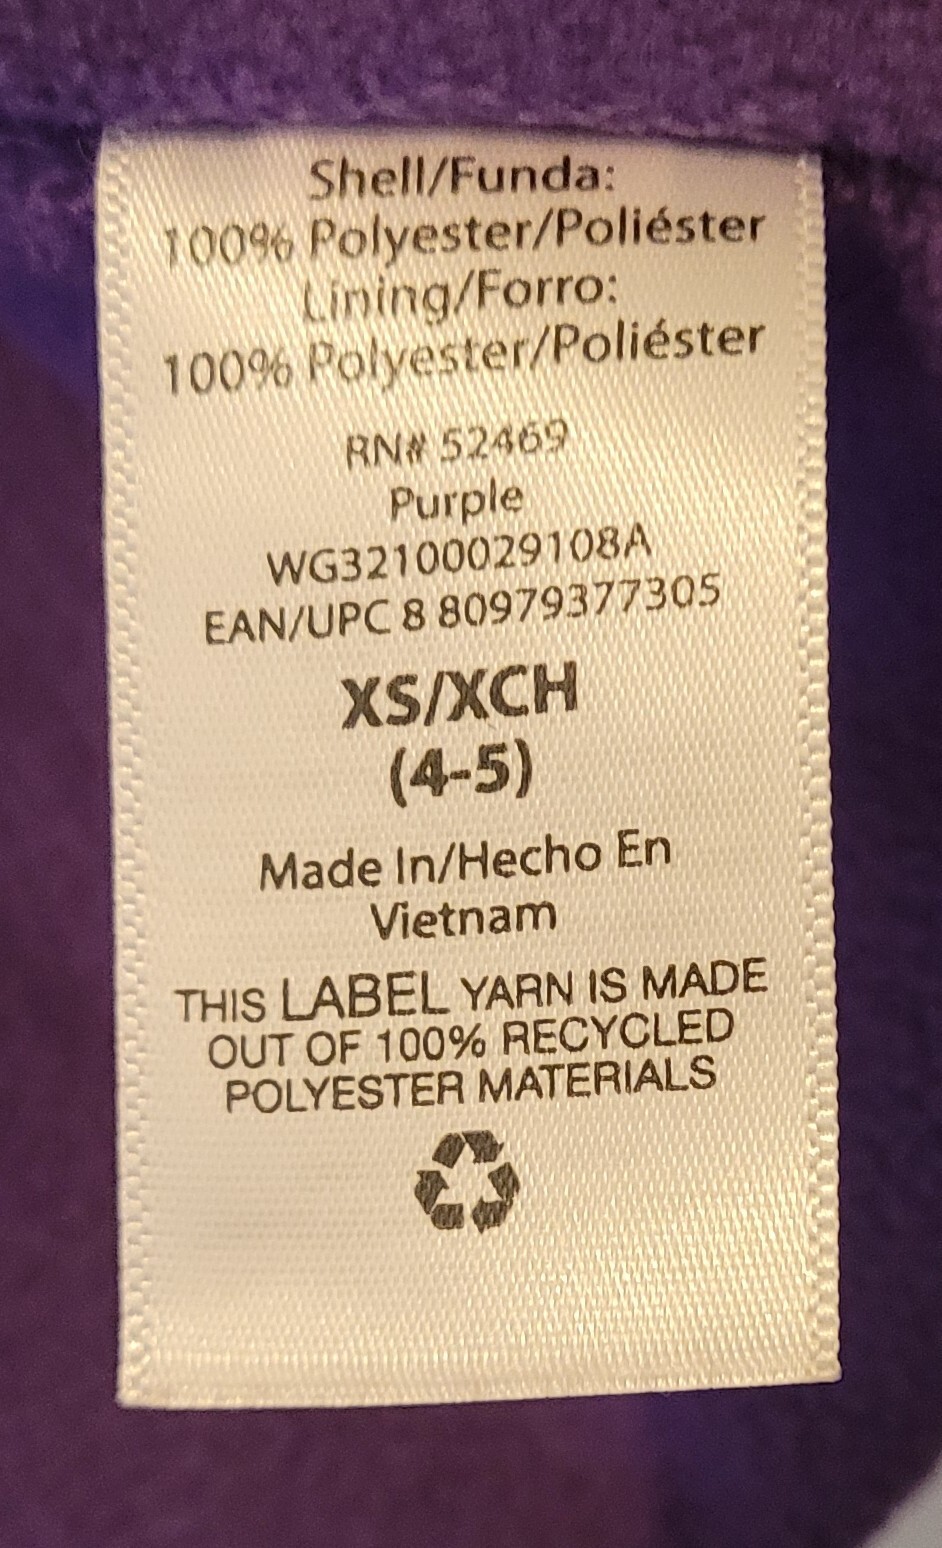 Shell/Funda:
100% Polyester/Poliéster
Lining/Forro:
100% Polyester/Poliéster
RN# 52469
Purple
WG32100029108A
EAN/UPC 8 80979377305
XS/XCH
(4-5)
Made In/Hecho En
Vietnam
THIS LABEL YARN IS MADE
OUT OF 100% RECYCLED
POLYESTER MATERIALS